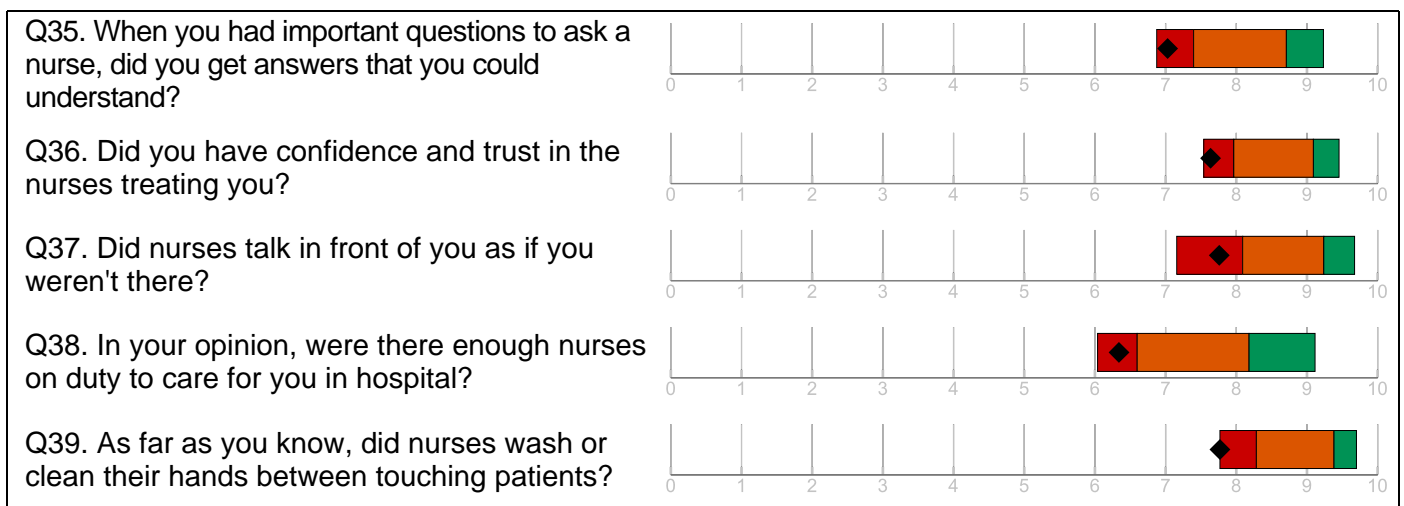 Q35. When you had important questions to ask a
nurse, did you get answers that you could
understand?
0 1 2 3 4 5 6 7 8 9 10
Q36. Did you have confidence and trust in the
nurses treating you?
0 1 2 3 4 5 6 7 8 9 10
Q37. Did nurses talk in front of you as if you
weren't there?
0 1 2 3 4 5 6 7 8 9 10
Q38. In your opinion, were there enough nurses
on duty to care for you in hospital?
0 1 2 3 4 5 6 7 8 9 10
Q39. As far as you know, did nurses wash or
clean their hands between touching patients?
0 1 2 3 4 5 6 7 8 9 10